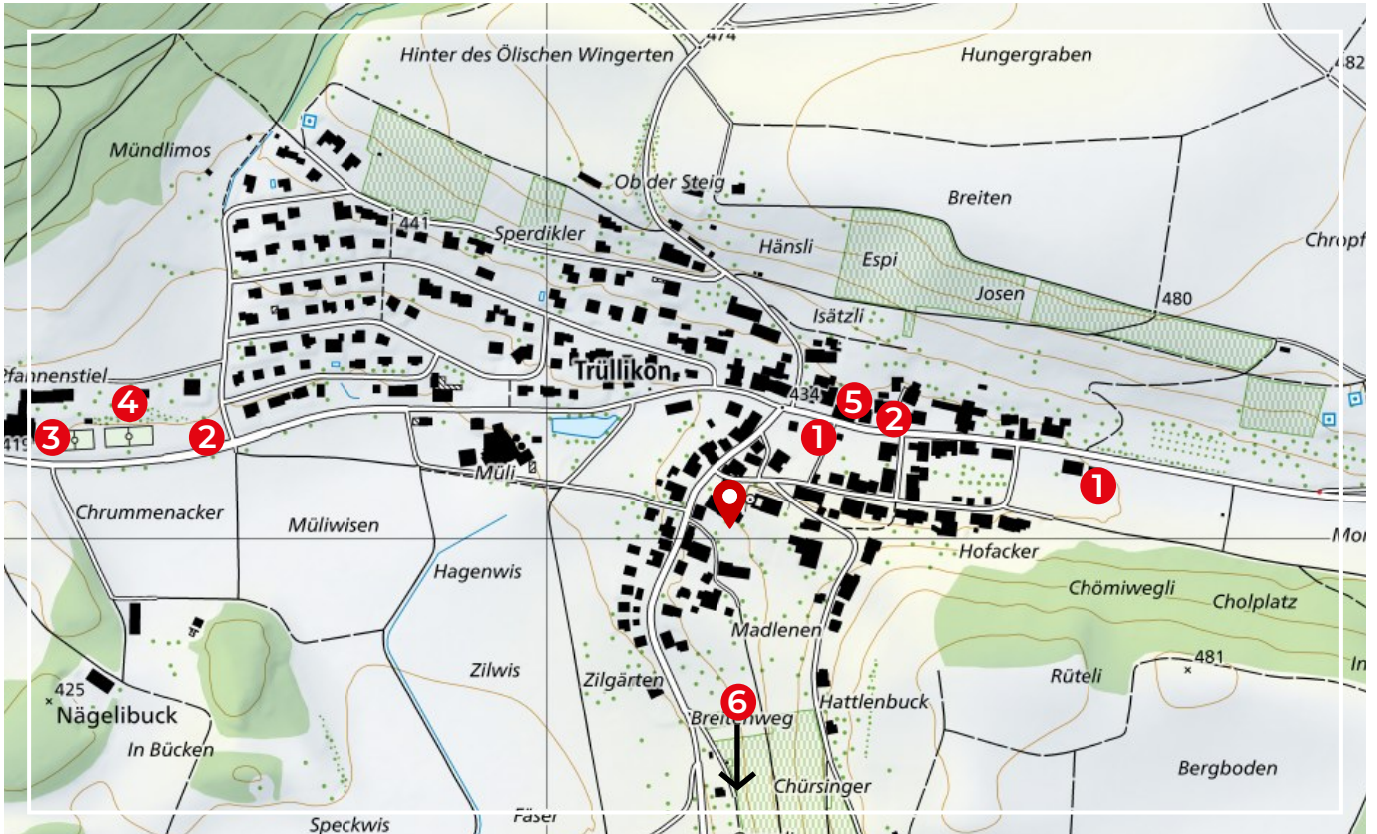 474
Hinter des Ölischen Wingerten
Hungergraben
482
Mündlimos
Ob der Steig
Breiten
441
Sperdikler
Hänsli
Espi
Chropf
Josen
480
Isätzli
Pfannenstiel
Trüllikon
434
4
5
2
3
419
2
1
1
Müli
Chrummenacker
Müliwisen
Hofacker
Hagenwis
Chömiwegli
Cholplatz
Madlenen
481
Zilwis
Zilgärten
Rüteli
In
425
Nägelibuck
6
Breitenweg
Hattlenbuck
In Bücken
Bergboden
Chürsinger
Fäser
Speckwis